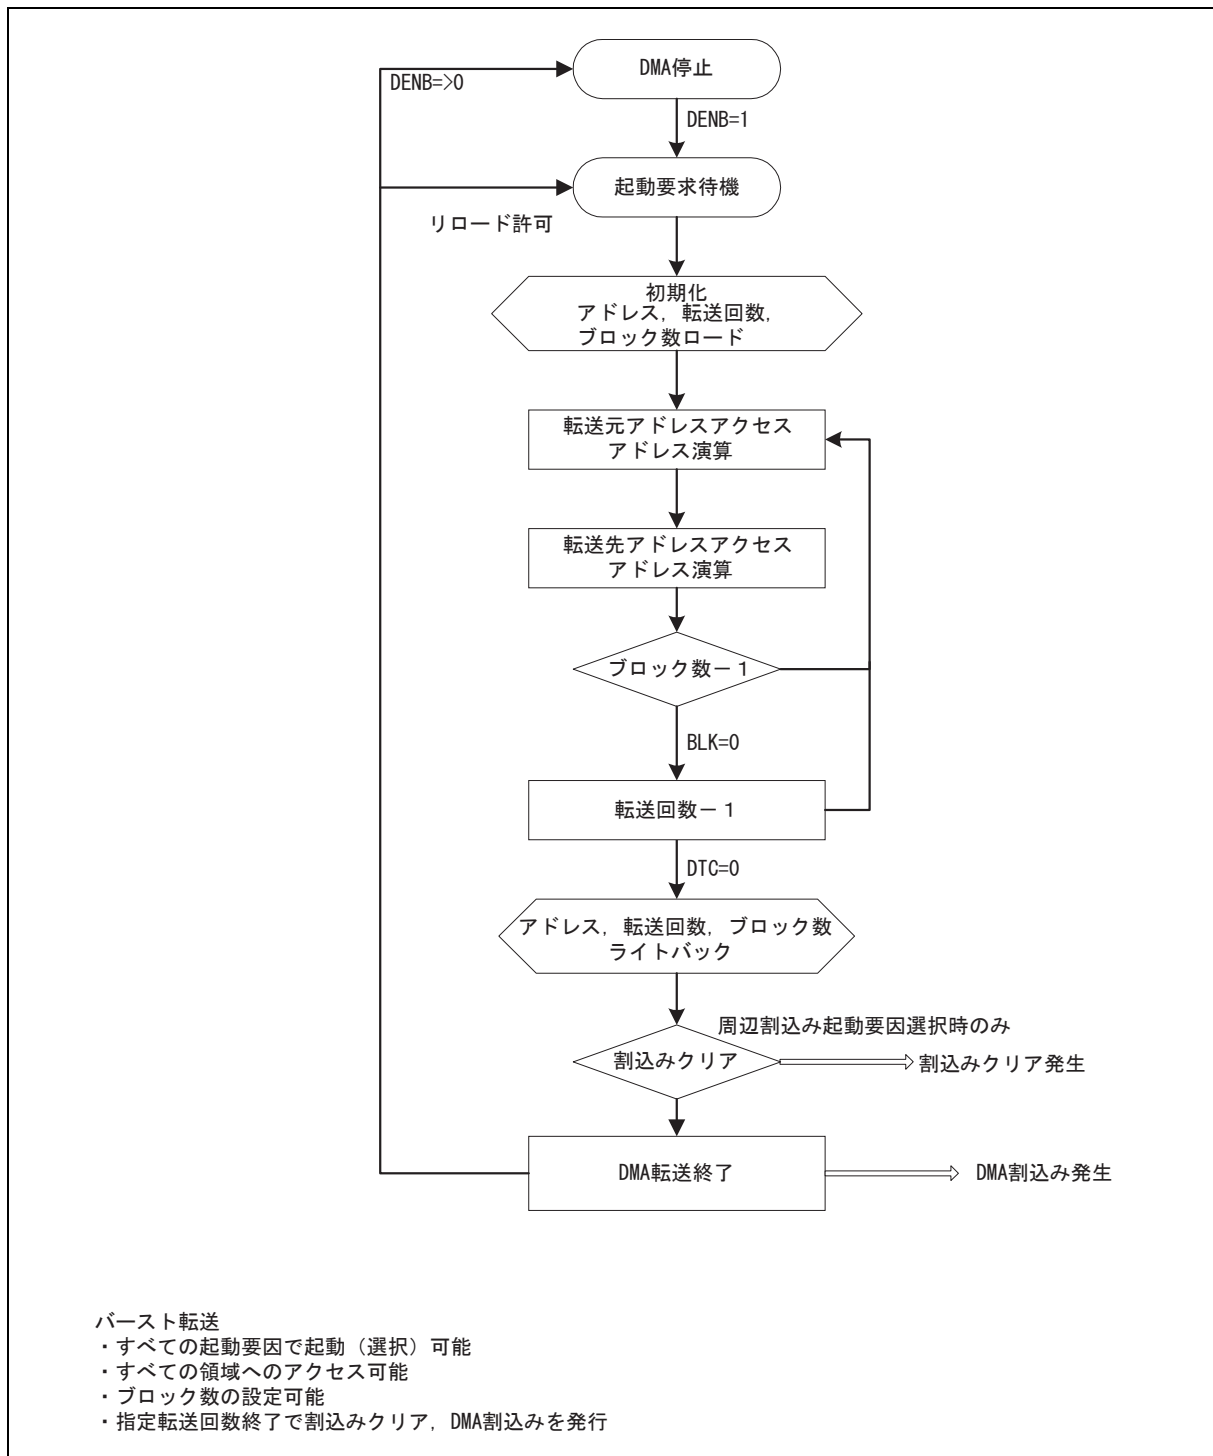 DMA停止
DENB=>0
DENB=1
起動要求待機
リロード許可
初期化
アドレス, 転送回数,
ブロック数ロード
転送元アドレスアクセス
アドレス演算
転送先アドレスアクセス
アドレス演算
ブロック数－１
BLK=0
転送回数－１
DTC=0
アドレス, 転送回数, ブロック数
ライトバック
周辺割込み起動要因選択時のみ
割込みクリア
割込みクリア発生
DMA転送終了
DMA割込み発生
バースト転送
・すべての起動要因で起動（選択）可能
・すべての領域へのアクセス可能
・ブロック数の設定可能
・指定転送回数終了で割込みクリア, DMA割込みを発行